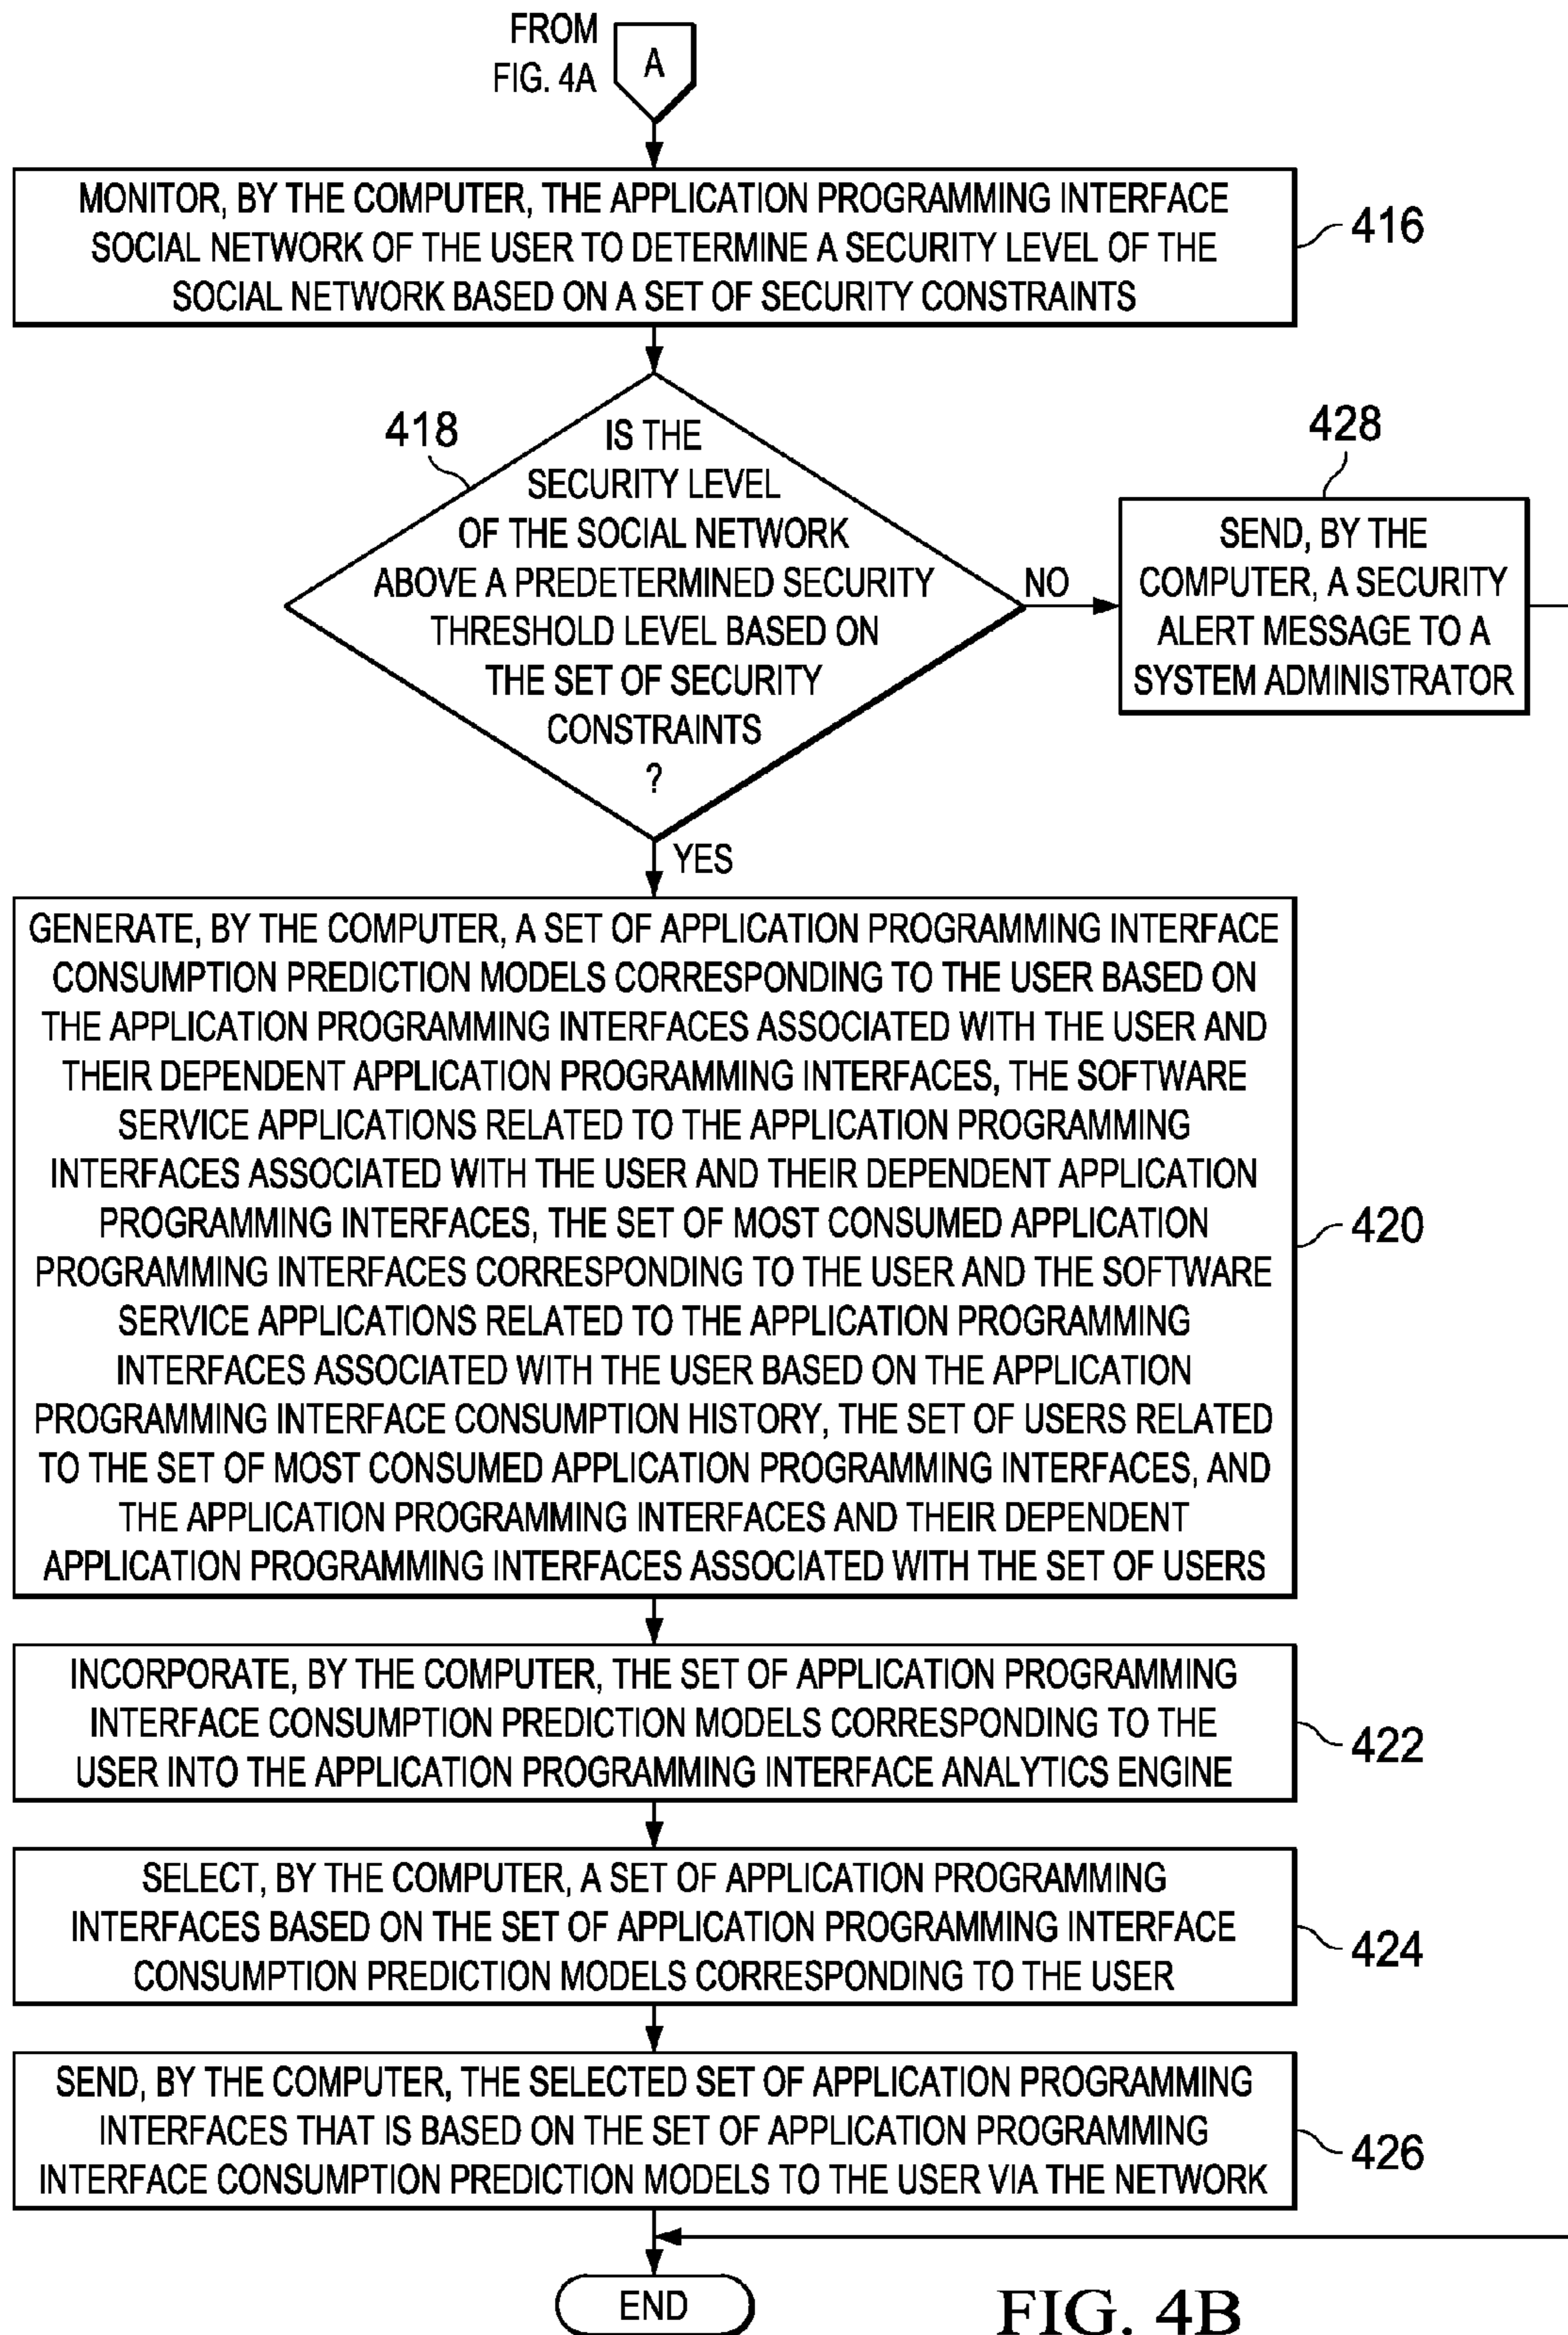 FROM
FIG. 4A
A
MONITOR, BY THE COMPUTER, THE APPLICATION PROGRAMMING INTERFACE
SOCIAL NETWORK OF THE USER TO DETERMINE A SECURITY LEVEL OF THE
SOCIAL NETWORK BASED ON A SET OF SECURITY CONSTRAINTS
416
418
IS THE
SECURITY LEVEL
OF THE SOCIAL NETWORK
ABOVE A PREDETERMINED SECURITY
THRESHOLD LEVEL BASED ON
THE SET OF SECURITY
CONSTRAINTS
?
NO
428
SEND, BY THE
COMPUTER, A SECURITY
ALERT MESSAGE TO A
SYSTEM ADMINISTRATOR
YES
GENERATE, BY THE COMPUTER, A SET OF APPLICATION PROGRAMMING INTERFACE
CONSUMPTION PREDICTION MODELS CORRESPONDING TO THE USER BASED ON
THE APPLICATION PROGRAMMING INTERFACES ASSOCIATED WITH THE USER AND
THEIR DEPENDENT APPLICATION PROGRAMMING INTERFACES, THE SOFTWARE
SERVICE APPLICATIONS RELATED TO THE APPLICATION PROGRAMMING
INTERFACES ASSOCIATED WITH THE USER AND THEIR DEPENDENT APPLICATION
PROGRAMMING INTERFACES, THE SET OF MOST CONSUMED APPLICATION
PROGRAMMING INTERFACES CORRESPONDING TO THE USER AND THE SOFTWARE
SERVICE APPLICATIONS RELATED TO THE APPLICATION PROGRAMMING
INTERFACES ASSOCIATED WITH THE USER BASED ON THE APPLICATION
PROGRAMMING INTERFACE CONSUMPTION HISTORY, THE SET OF USERS RELATED
TO THE SET OF MOST CONSUMED APPLICATION PROGRAMMING INTERFACES, AND
THE APPLICATION PROGRAMMING INTERFACES AND THEIR DEPENDENT
APPLICATION PROGRAMMING INTERFACES ASSOCIATED WITH THE SET OF USERS
420
INCORPORATE, BY THE COMPUTER, THE SET OF APPLICATION PROGRAMMING
INTERFACE CONSUMPTION PREDICTION MODELS CORRESPONDING TO THE
USER INTO THE APPLICATION PROGRAMMING INTERFACE ANALYTICS ENGINE
422
SELECT, BY THE COMPUTER, A SET OF APPLICATION PROGRAMMING
INTERFACES BASED ON THE SET OF APPLICATION PROGRAMMING INTERFACE
CONSUMPTION PREDICTION MODELS CORRESPONDING TO THE USER
424
SEND, BY THE COMPUTER, THE SELECTED SET OF APPLICATION PROGRAMMING
INTERFACES THAT IS BASED ON THE SET OF APPLICATION PROGRAMMING
INTERFACE CONSUMPTION PREDICTION MODELS TO THE USER VIA THE NETWORK
426
END
FIG. 4B